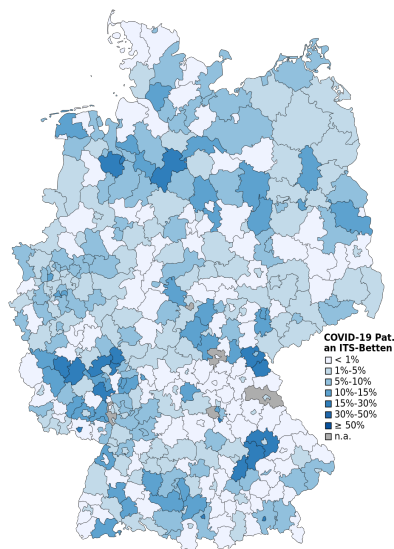 COVID-19 Pat.
an ITS-Betten
< 1%
1%-5%
5%-10%
10%-15%
15%-30%
30%-50%
≥ 50%
n.a.